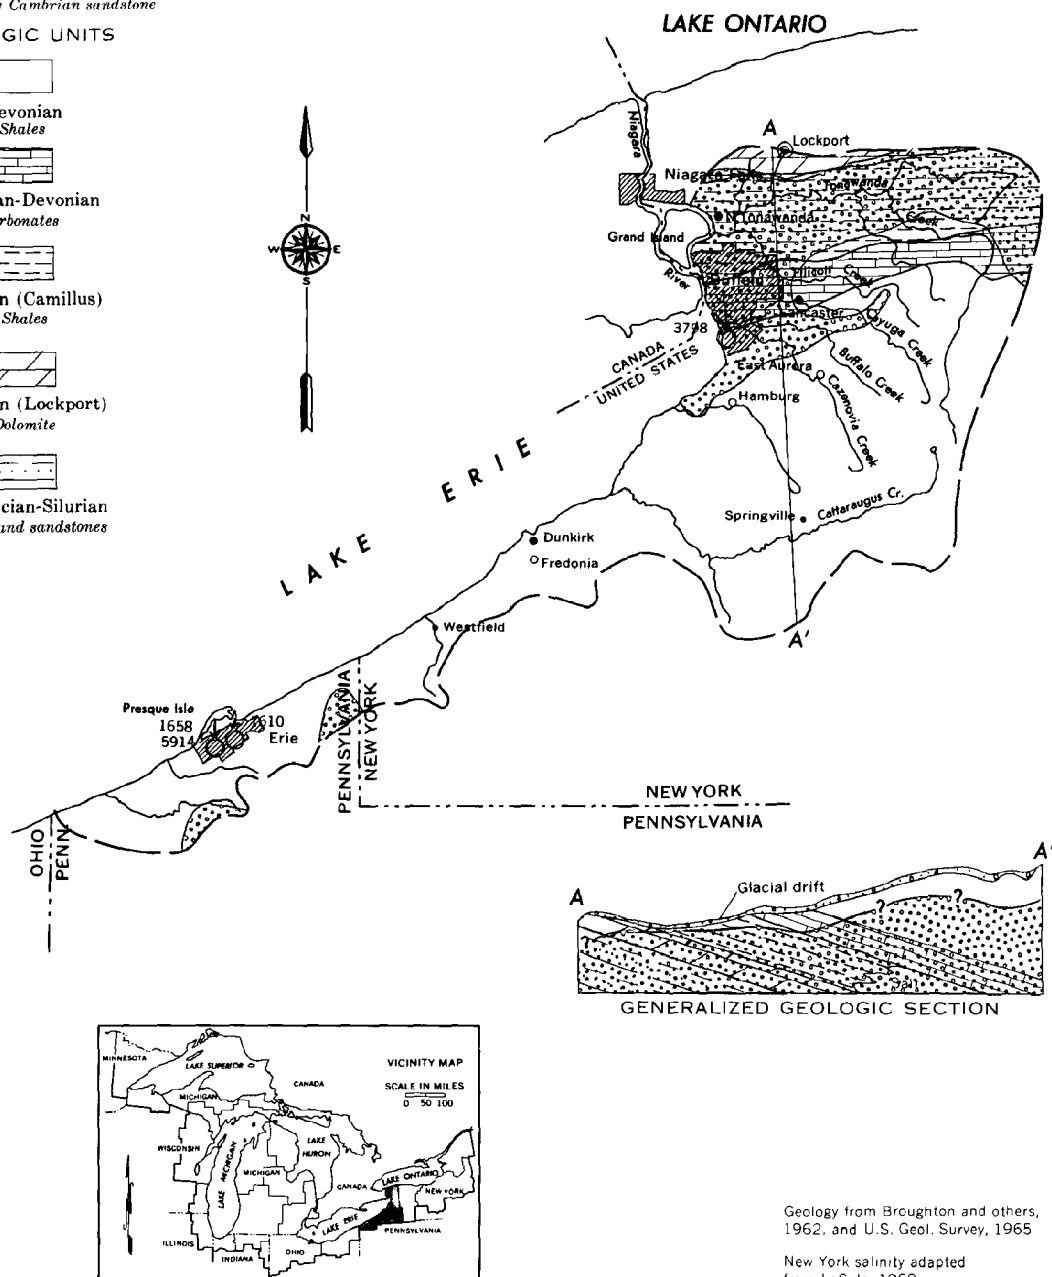 Cambrian sandstone
GIC UNITS
evonian
Shales
an-Devonian
rbonates
n (Camillus)
Shales
n (Lockport)
Dolomite
cian-Silurian
and sandstones
LAKE ONTARIO
N
W
E
S
Niagara
River
A
Lockport
Niagara Falls
Tonawanda
Creek
N Tonawanda
Grand Island
Buffalo
Ellicott
Creek
Lancaster
3798
Cayuga Creek
CANADA
UNITED STATES
East Aurora
Buffalo Creek
Hamburg
Cazenovia Creek
LAKE ERIE
Springville
Cattaraugus Cr.
Dunkirk
Fredonia
A'
Westfield
Presque Isle
1658
5914
1610
Erie
PENNSYLVANIA
NEW YORK
NEW YORK
PENNSYLVANIA
OHIO
PENN
A
A'
Glacial drift
?
?
?
Salt
GENERALIZED GEOLOGIC SECTION
VICINITY MAP
SCALE IN MILES
0 50 100
MINNESOTA
LAKE SUPERIOR
CANADA
MICHIGAN
WISCONSIN
LAKE MICHIGAN
LAKE
HURON
MICHIGAN
CANADA
LAKE ONTARIO
NEW YORK
LAKE ERIE
PENNSYLVANIA
ILLINOIS
INDIANA
OHIO
Geology from Broughton and others,
1962, and U.S. Geol. Survey, 1965
New York salinity adapted
from